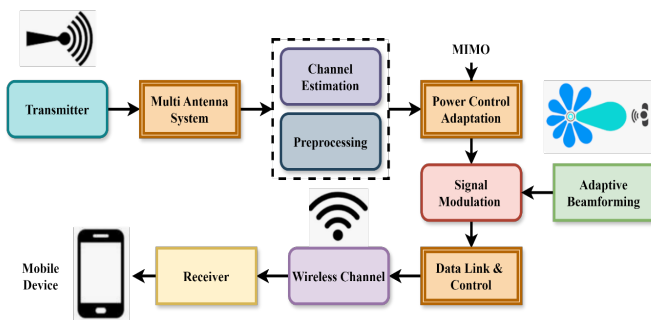 MIMO
Channel
Estimation
Transmitter
Multi Antenna
System
Power Control
Adaptation
Preprocessing
Signal
Modulation
Adaptive
Beamforming
Mobile
Device
Receiver
Wireless Channel
Data Link &
Control